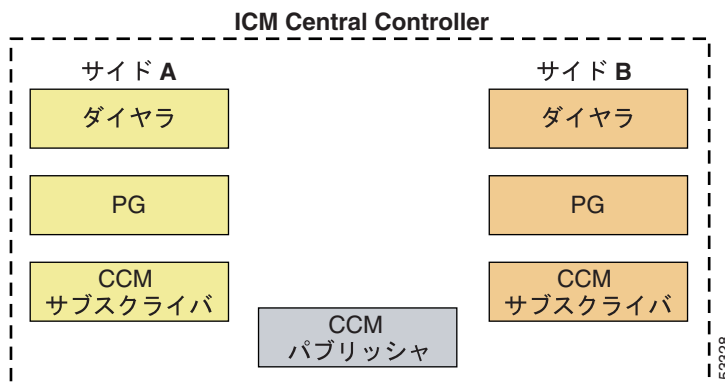 ICM Central Controller
サイド A
サイド B
ダイヤラ
ダイヤラ
PG
PG
CCM
サブスクライバ
CCM
サブスクライバ
CCM
パブリッシャ
53328